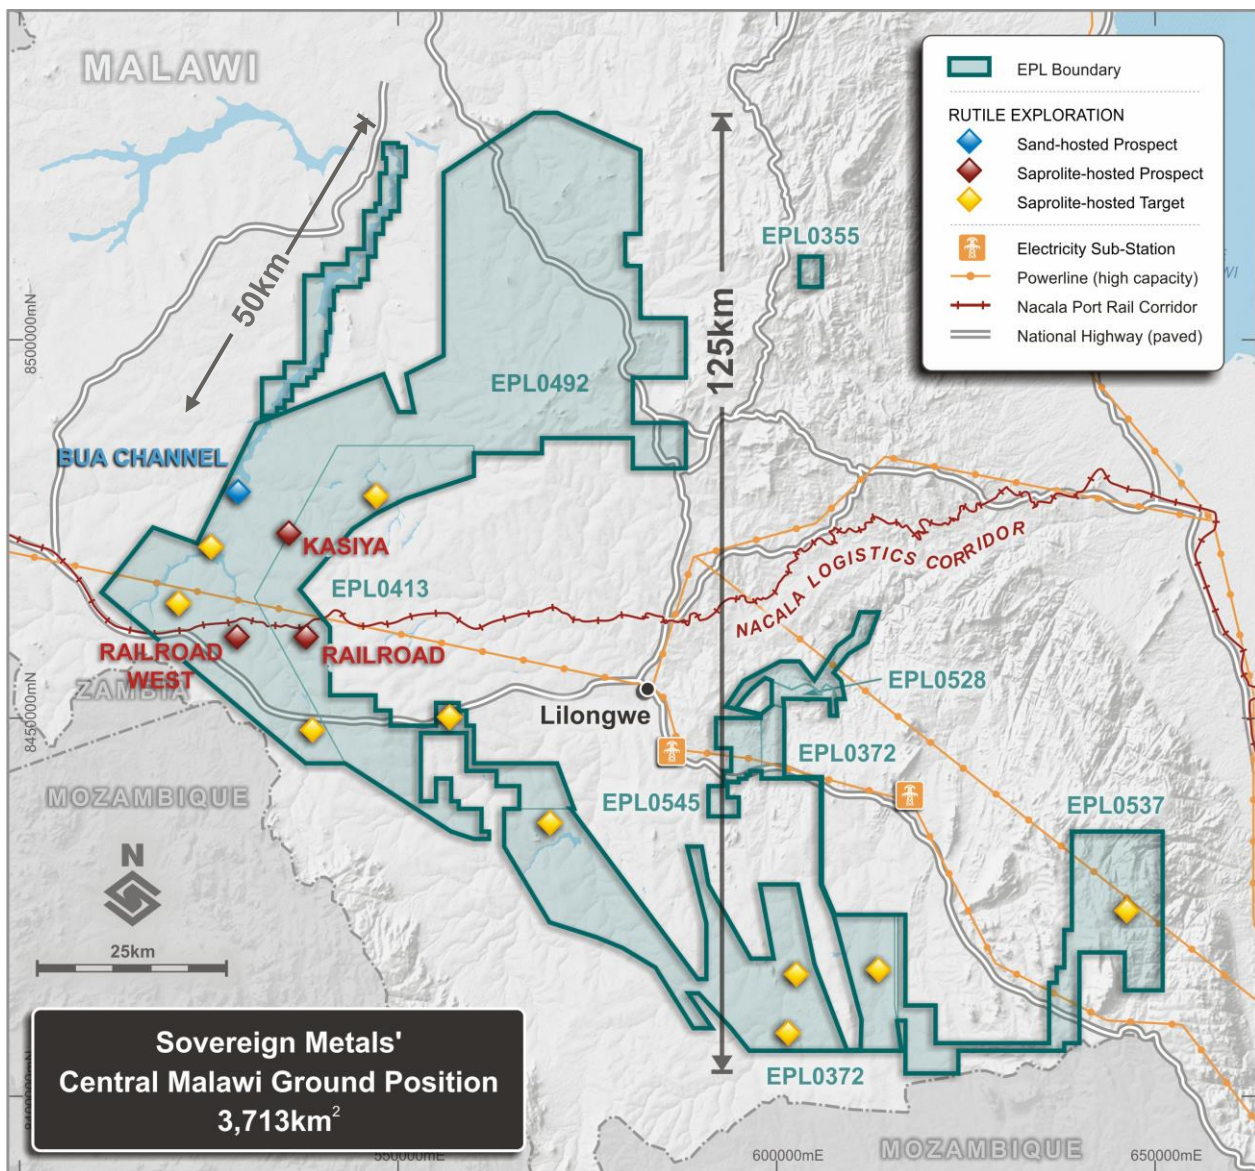 MALAWI
EPL Boundary
RUTILE EXPLORATION
Sand-hosted Prospect
Saprolite-hosted Prospect
Saprolite-hosted Target
Electricity Sub-Station
Powerline (high capacity)
Nacala Port Rail Corridor
National Highway (paved)
WI
50km
125km
EPL0355
8500000mN
EPL0492
BUA CHANNEL
KASIYA
EPL0413
NACALA LOGISTICS CORRIDOR
RAILROAD
WEST
RAILROAD
ZAMBIA
EPL0528
Lilongwe
8450000mN
EPL0372
MOZAMBIQUE
EPL0545
EPL0537
N
25km
Sovereign Metals'
Central Malawi Ground Position
3,713km²
EPL0372
MOZAMBIQUE
550000mE
600000mE
650000mE